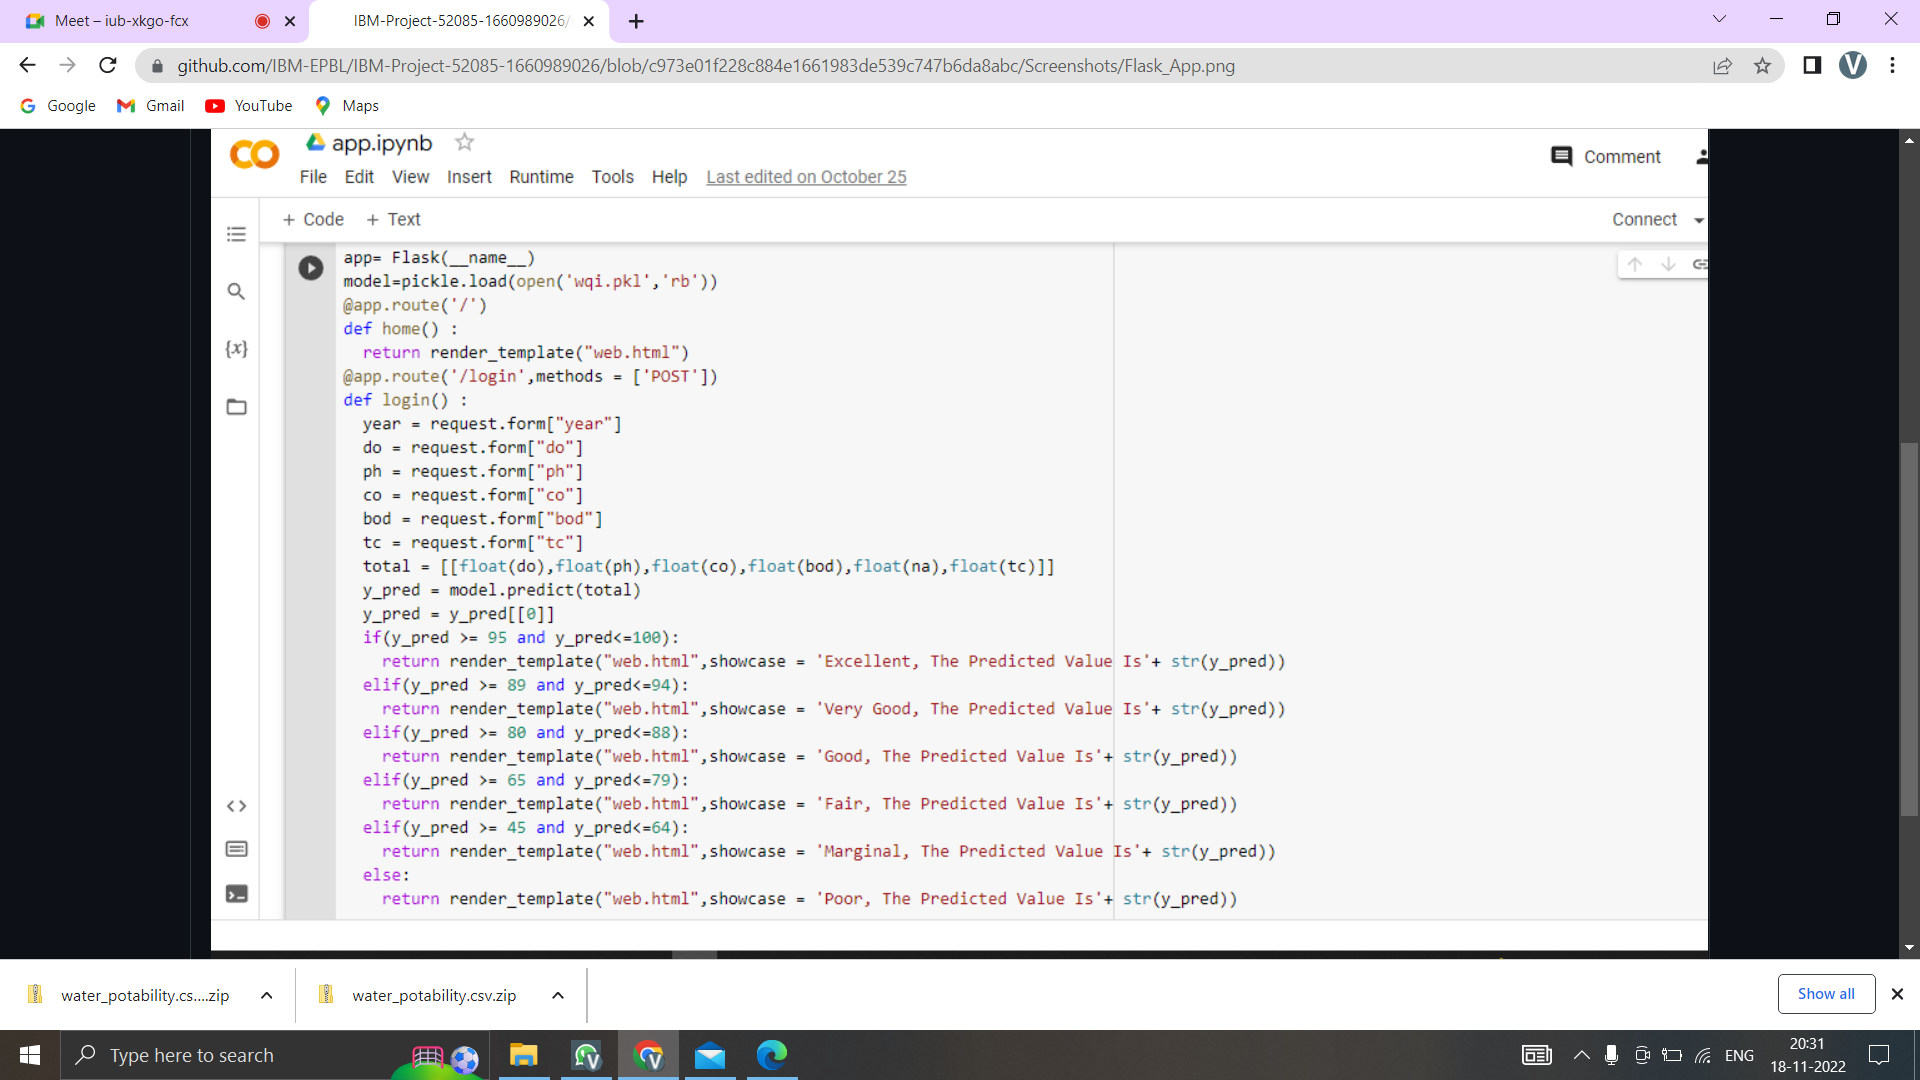 Meet – iub-xkgo-fcx
IBM-Project-52085-1660989026/
github.com/IBM-EPBL/IBM-Project-52085-1660989026/blob/c973e01f228c884e1661983de539c747b6da8abc/Screenshots/Flask_App.png
V
Google
Gmail
YouTube
Maps
CO
app.ipynb
File Edit View Insert Runtime Tools Help Last edited on October 25
Comment
+ Code + Text
Connect
app= Flask(__name__)
model=pickle.load(open('wqi.pkl','rb'))
@app.route('/')
def home() :
  return render_template("web.html")
@app.route('/login',methods = ['POST'])
def login() :
  year = request.form["year"]
  do = request.form["do"]
  ph = request.form["ph"]
  co = request.form["co"]
  bod = request.form["bod"]
  tc = request.form["tc"]
  total = [[float(do),float(ph),float(co),float(bod),float(na),float(tc)]]
  y_pred = model.predict(total)
  y_pred = y_pred[[0]]
  if(y_pred >= 95 and y_pred<=100):
    return render_template("web.html",showcase = 'Excellent, The Predicted Value Is'+ str(y_pred))
  elif(y_pred >= 89 and y_pred<=94):
    return render_template("web.html",showcase = 'Very Good, The Predicted Value Is'+ str(y_pred))
  elif(y_pred >= 80 and y_pred<=88):
    return render_template("web.html",showcase = 'Good, The Predicted Value Is'+ str(y_pred))
  elif(y_pred >= 65 and y_pred<=79):
    return render_template("web.html",showcase = 'Fair, The Predicted Value Is'+ str(y_pred))
  elif(y_pred >= 45 and y_pred<=64):
    return render_template("web.html",showcase = 'Marginal, The Predicted Value Is'+ str(y_pred))
  else:
    return render_template("web.html",showcase = 'Poor, The Predicted Value Is'+ str(y_pred))
{x}
water_potability.cs....zip
water_potability.csv.zip
Show all
Type here to search
V
V
ENG
20:31
18-11-2022